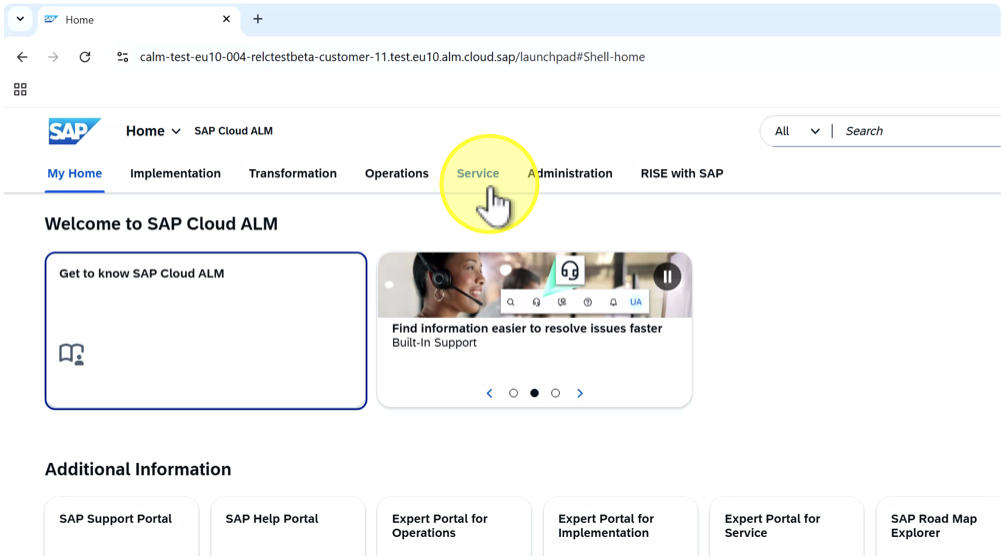 Home
calm-test-eu10-004-relctestbeta-customer-11.test.eu10.alm.cloud.sap/launchpad#Shell-home
SAP Home SAP Cloud ALM All Search
My Home Implementation Transformation Operations Service Administration RISE with SAP
Welcome to SAP Cloud ALM
Get to know SAP Cloud ALM
UA
Find information easier to resolve issues faster
Built-In Support
Additional Information
SAP Support Portal
SAP Help Portal
Expert Portal for
Operations
Expert Portal for
Implementation
Expert Portal for
Service
SAP Road Map
Explorer